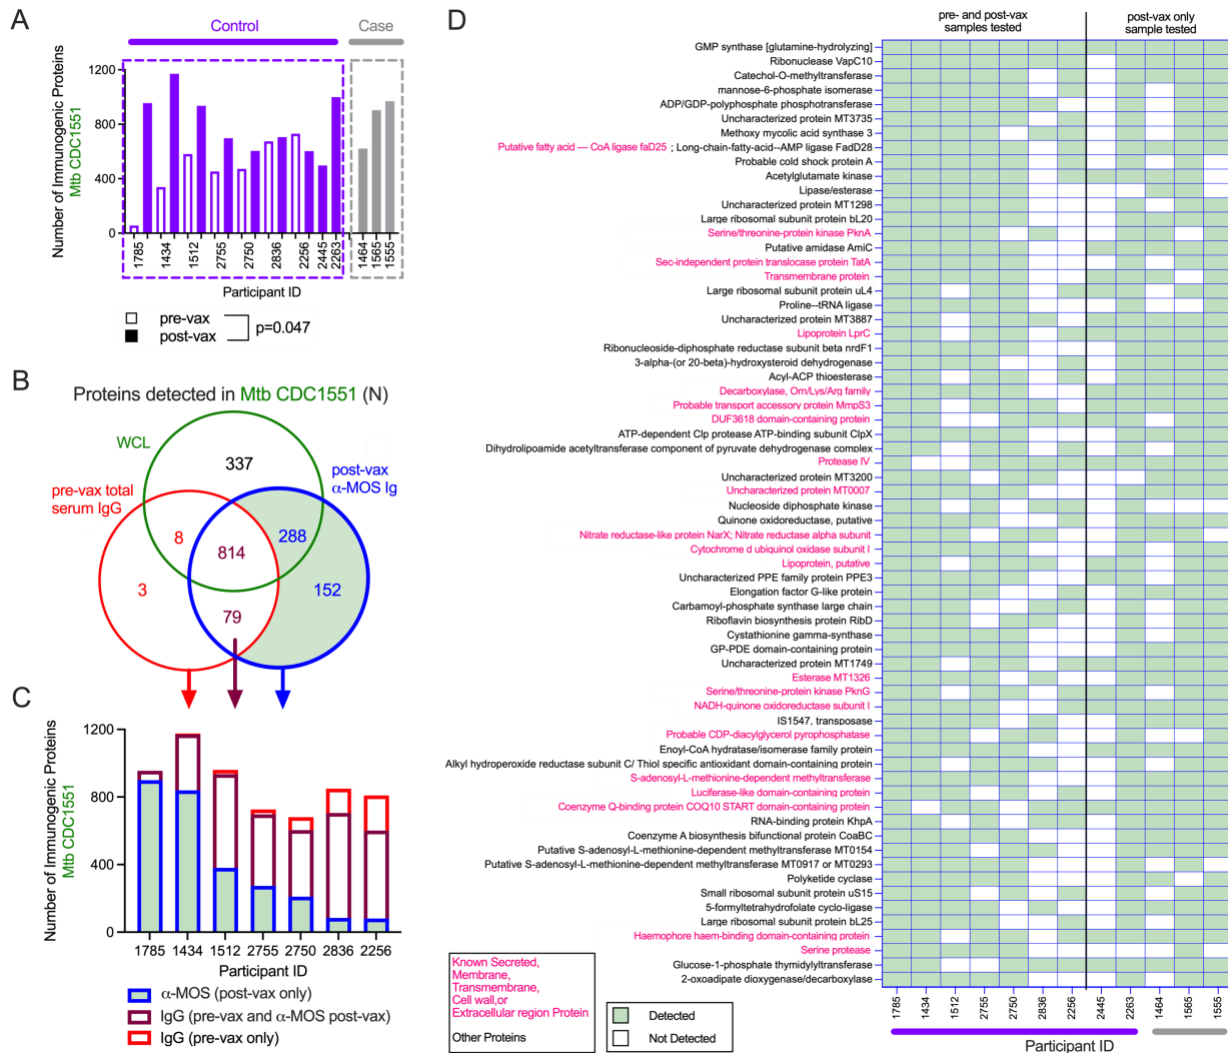 A
Control
Case
Number of Immunogenic Proteins
Mtb CDC1551
1200
800
400
0
1785
1434
1512
2755
2750
2836
2256
2445
2263
1464
1565
1555
Participant ID
pre-vax
post-vax
p=0.047
B
Proteins detected in Mtb CDC1551 (N)
WCL
337
pre-vax total
serum IgG
post-vax
α-MOS Ig
8
288
814
3
152
79
C
Number of Immunogenic Proteins
Mtb CDC1551
1200
800
400
0
1785
1434
1512
2755
2750
2836
2256
Participant ID
α-MOS (post-vax only)
IgG (pre-vax and α-MOS post-vax)
IgG (pre-vax only)
D
pre- and post-vax
samples tested
post-vax only
sample tested
GMP synthase [glutamine-hydrolyzing]
Ribonuclease VapC10
Catechol-O-methyltransferase
mannose-6-phosphate isomerase
ADP/GDP-polyphosphate phosphotransferase
Uncharacterized protein MT3735
Methoxy mycolic acid synthase 3
Putative fatty acid — CoA ligase faD25 ; Long-chain-fatty-acid--AMP ligase FadD28
Probable cold shock protein A
Acetylglutamate kinase
Lipase/esterase
Uncharacterized protein MT1298
Large ribosomal subunit protein bL20
Serine/threonine-protein kinase PknA
Putative amidase AmiC
Sec-independent protein translocase protein TatA
Transmembrane protein
Large ribosomal subunit protein uL4
Proline--tRNA ligase
Uncharacterized protein MT3887
Lipoprotein LprC
Ribonucleoside-diphosphate reductase subunit beta nrdF1
3-alpha-(or 20-beta)-hydroxysteroid dehydrogenase
Acyl-ACP thioesterase
Decarboxylase, Orn/Lys/Arg family
Probable transport accessory protein MmpS3
DUF3618 domain-containing protein
ATP-dependent Clp protease ATP-binding subunit ClpX
Dihydrolipoamide acetyltransferase component of pyruvate dehydrogenase complex
Protease IV
Uncharacterized protein MT3200
Uncharacterized protein MT0007
Nucleoside diphosphate kinase
Quinone oxidoreductase, putative
Nitrate reductase-like protein NarX; Nitrate reductase alpha subunit
Cytochrome d ubiquinol oxidase subunit I
Lipoprotein, putative
Uncharacterized PPE family protein PPE3
Elongation factor G-like protein
Carbamoyl-phosphate synthase large chain
Riboflavin biosynthesis protein RibD
Cystathionine gamma-synthase
GP-PDE domain-containing protein
Uncharacterized protein MT1749
Esterase MT1326
Serine/threonine-protein kinase PknG
NADH-quinone oxidoreductase subunit I
IS1547, transposase
Probable CDP-diacylglycerol pyrophosphatase
Enoyl-CoA hydratase/isomerase family protein
Alkyl hydroperoxide reductase subunit C/ Thiol specific antioxidant domain-containing protein
S-adenosyl-L-methionine-dependent methyltransferase
Luciferase-like domain-containing protein
Coenzyme Q-binding protein COQ10 START domain-containing protein
RNA-binding protein KhpA
Coenzyme A biosynthesis bifunctional protein CoaBC
Putative S-adenosyl-L-methionine-dependent methyltransferase MT0154
Putative S-adenosyl-L-methionine-dependent methyltransferase MT0917 or MT0293
Polyketide cyclase
Small ribosomal subunit protein uS15
5-formyltetrahydrofolate cyclo-ligase
Large ribosomal subunit protein bL25
Haemophore haem-binding domain-containing protein
Serine protease
Glucose-1-phosphate thymidylyltransferase
2-oxoadipate dioxygenase/decarboxylase
1785
1434
1512
2755
2750
2836
2256
2445
2263
1464
1565
1555
Participant ID
Known Secreted,
Membrane,
Transmembrane,
Cell wall,or
Extracellular region Protein
Other Proteins
Detected
Not Detected